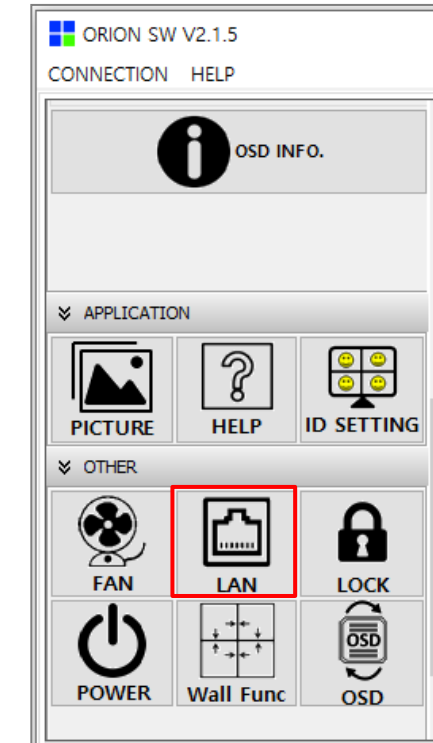 ORION SW V2.1.5
CONNECTION HELP
OSD INFO.
APPLICATION
PICTURE HELP ID SETTING
OTHER
FAN LAN LOCK
OSD
POWER Wall Func OSD